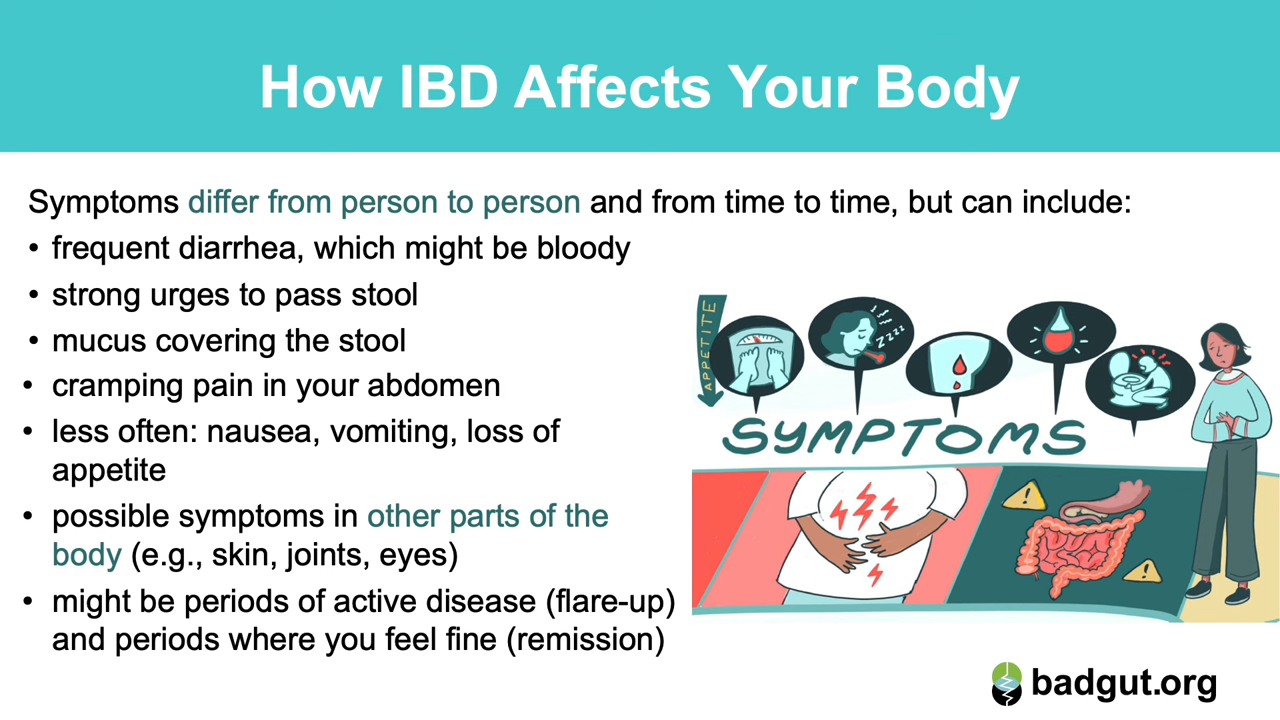 How IBD Affects Your Body
Symptoms differ from person to person and from time to time, but can include:
• frequent diarrhea, which might be bloody
• strong urges to pass stool
• mucus covering the stool
• cramping pain in your abdomen
• less often: nausea, vomiting, loss of
appetite
• possible symptoms in other parts of the
body (e.g., skin, joints, eyes)
• might be periods of active disease (flare-up)
and periods where you feel fine (remission)
APPETITE
ZZZZ
SYMPTOMS
badgut.org